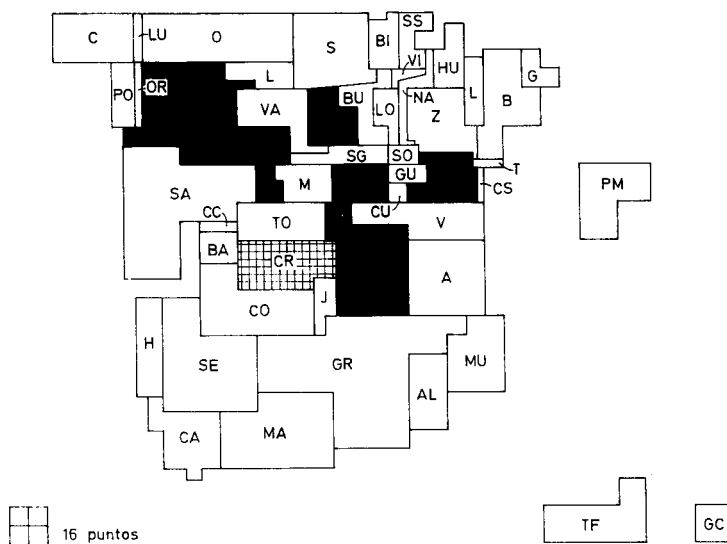 SS
C LU O S BI
VI HU
L L G
PO OR BU NA B
VA LO Z
SG SO
T
M GU
SA CS PM
CU
CC TO V
BA CR
A
CO J
H
SE GR MU
AL
CA MA
16 puntos TF GC